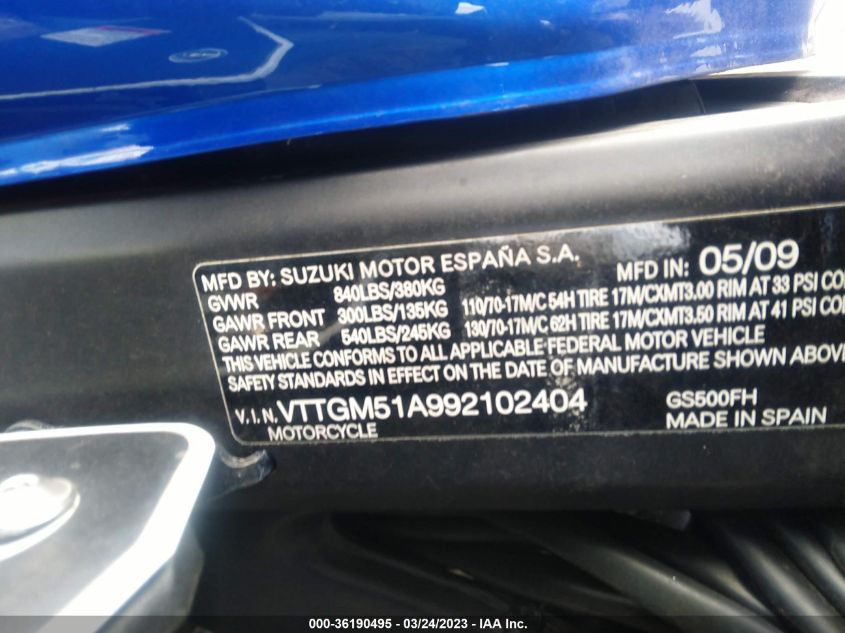 MFD BY: SUZUKI MOTOR ESPAÑA S.A. MFD IN: 05/09
GVWR 840LBS/380KG
GAWR FRONT 300LBS/135KG 110/70-17M/C 54H TIRE 17M/CXMT3.00 RIM AT 33 PSI
GAWR REAR 540LBS/245KG 130/70-17M/C 62H TIRE 17M/CXMT3.50 RIM AT 41 PSI
THIS VEHICLE CONFORMS TO ALL APPLICABLE FEDERAL MOTOR VEHICLE
SAFETY STANDARDS IN EFFECT ON THE DATE OF MANUFACTURE SHOWN ABOVE
V.I.N. VTTGM51A992102404 GS500FH
MOTORCYCLE MADE IN SPAIN
000-36190495 - 03/24/2023 - IAA Inc.